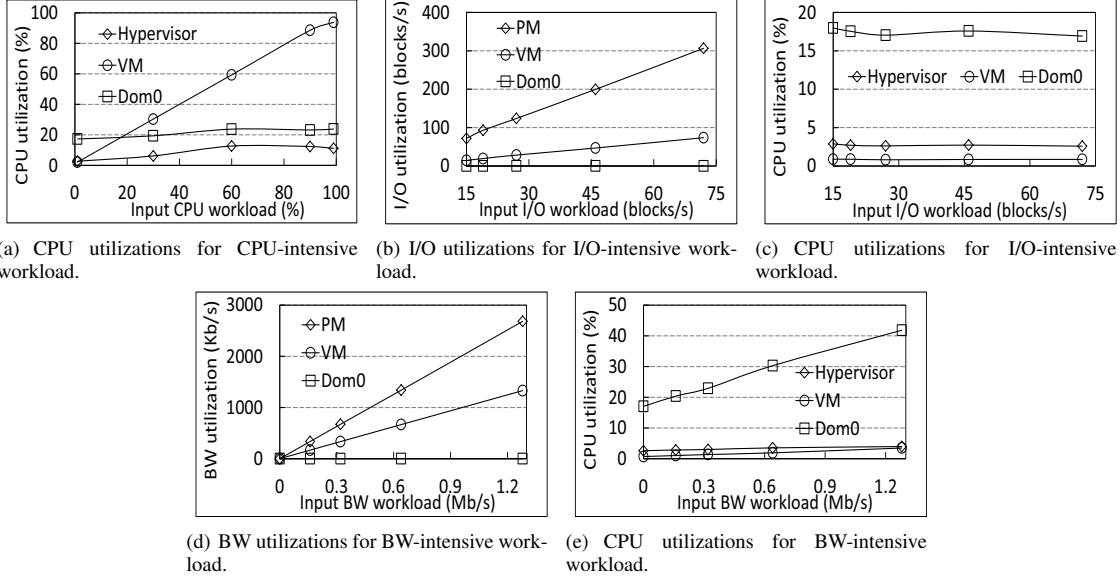 100
80
60
40
20
0
CPU utilization (%)
Hypervisor
VM
Dom0
0 20 40 60 80 100
Input CPU workload (%)
400
300
200
100
0
I/O utilization (blocks/s)
PM
VM
Dom0
15 30 45 60 75
Input I/O workload (blocks/s)
20
15
10
5
0
CPU utilization (%)
Hypervisor VM Dom0
15 30 45 60 75
Input I/O workload (blocks/s)
(a) CPU utilizations for CPU-intensive
workload.
(b) I/O utilizations for I/O-intensive work-
load.
(c) CPU utilizations for I/O-intensive
workload.
3000
2000
1000
0
BW utilization (Kb/s)
PM
VM
Dom0
0 0.3 0.6 0.9 1.2
Input BW workload (Mb/s)
50
40
30
20
10
0
CPU utilization (%)
Hypervisor
VM
Dom0
0 0.3 0.6 0.9 1.2
Input BW workload (Mb/s)
(d) BW utilizations for BW-intensive work-
load.
(e) CPU utilizations for BW-intensive
workload.